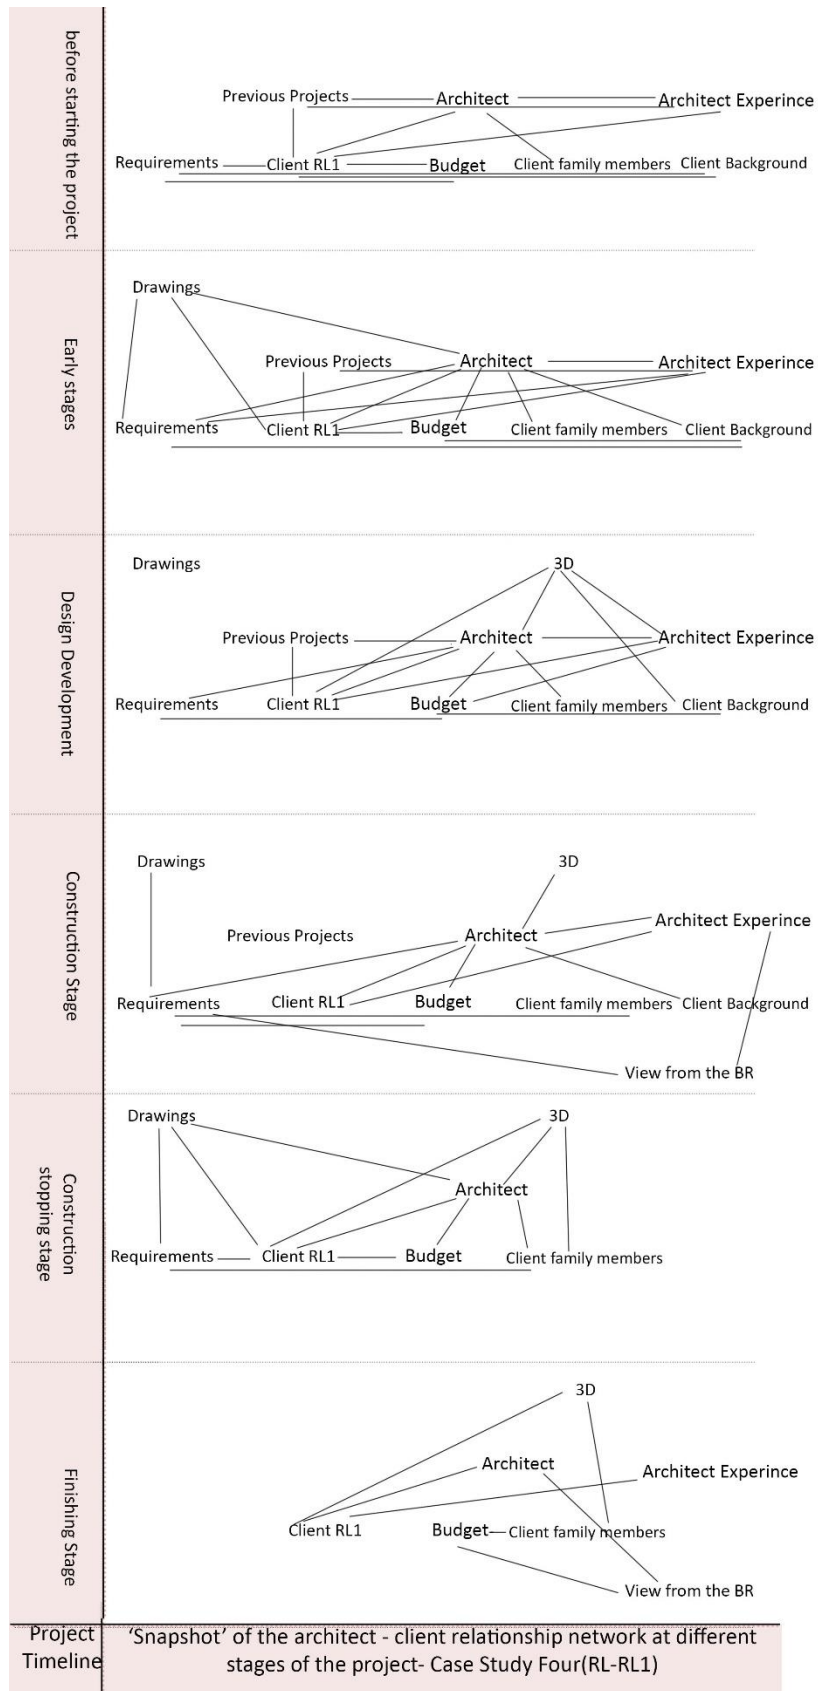 before starting the project
Previous Projects Architect Architect Experince
Requirements Client RL1 Budget Client family members Client Background
Early stages
Drawings
Previous Projects Architect Architect Experince
Requirements Client RL1 Budget Client family members Client Background
Design Development
Drawings 3D
Previous Projects Architect Architect Experince
Requirements Client RL1 Budget Client family members Client Background
Construction Stage
Drawings 3D
Previous Projects Architect Architect Experince
Requirements Client RL1 Budget Client family members Client Background
View from the BR
Construction
stopping stage
Drawings 3D
Architect
Requirements Client RL1 Budget Client family members
Finishing Stage
3D
Architect Architect Experince
Client RL1 Budget Client family members
View from the BR
Project
Timeline
‘Snapshot’ of the architect - client relationship network at different
stages of the project- Case Study Four(RL-RL1)